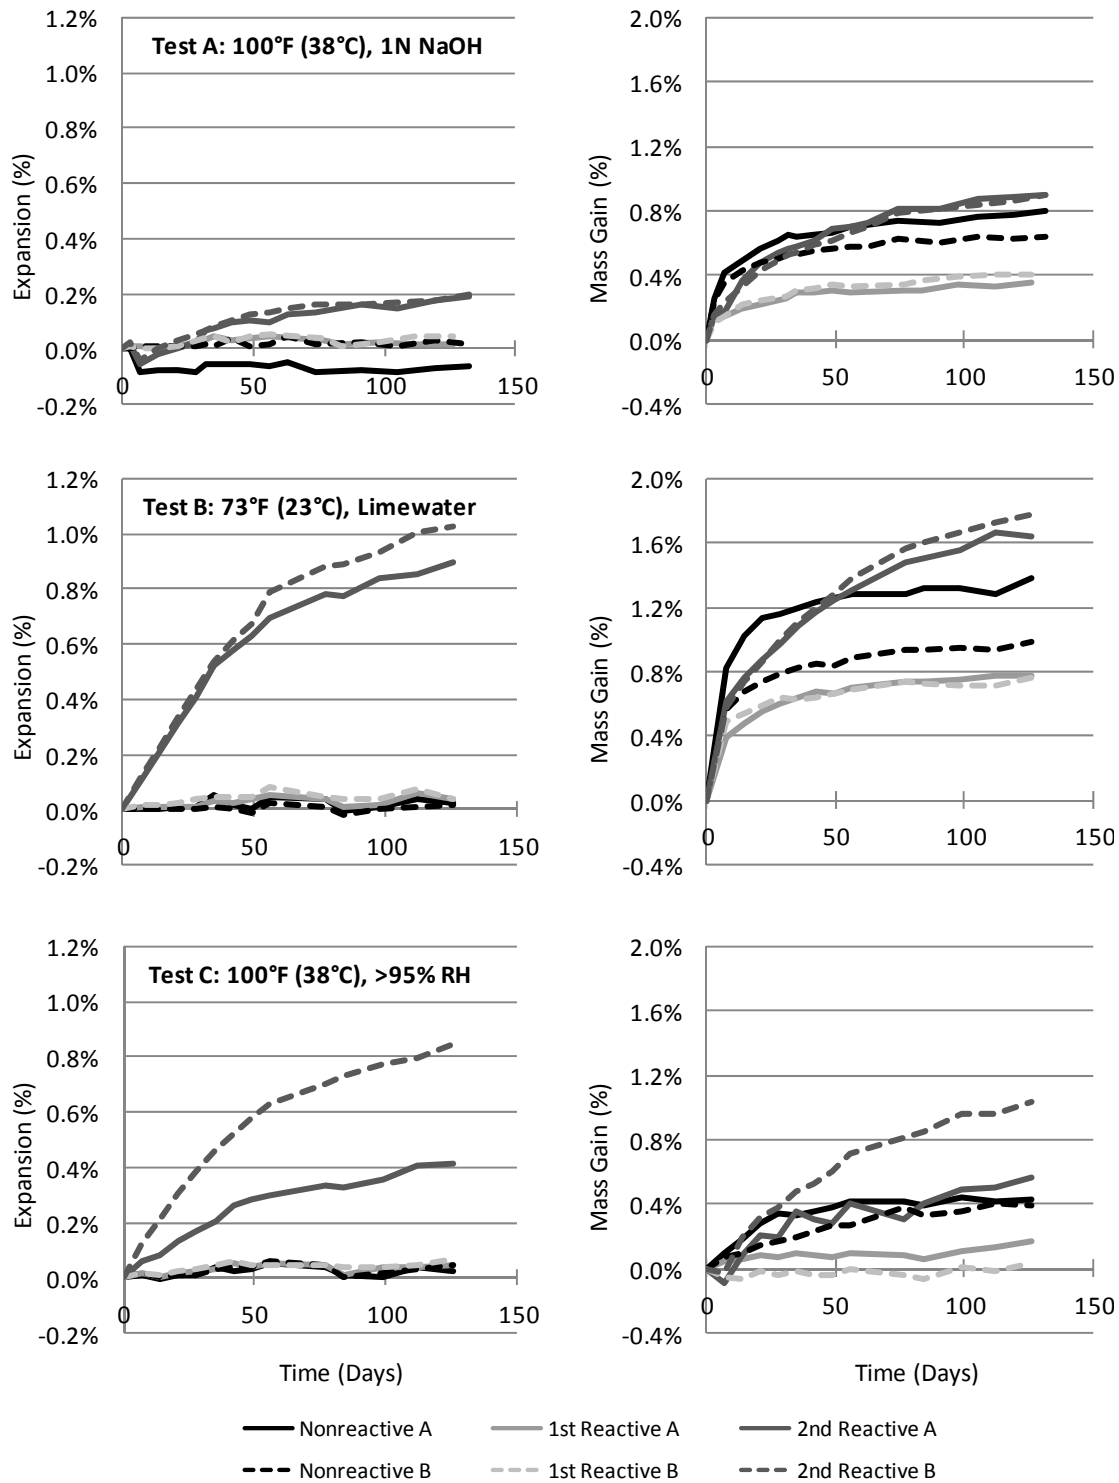 1.2%
1.0%
0.8%
0.6%
0.4%
0.2%
0.0%
-0.2%
Expansion (%)
Test A: 100°F (38°C), 1N NaOH
0 50 100 150
2.0%
1.6%
1.2%
0.8%
0.4%
0.0%
-0.4%
Mass Gain (%)
0 50 100 150
1.2%
1.0%
0.8%
0.6%
0.4%
0.2%
0.0%
-0.2%
Expansion (%)
Test B: 73°F (23°C), Limewater
0 50 100 150
2.0%
1.6%
1.2%
0.8%
0.4%
0.0%
-0.4%
Mass Gain (%)
0 50 100 150
1.2%
1.0%
0.8%
0.6%
0.4%
0.2%
0.0%
-0.2%
Expansion (%)
Test C: 100°F (38°C), >95% RH
0 50 100 150
Time (Days)
2.0%
1.6%
1.2%
0.8%
0.4%
0.0%
-0.4%
Mass Gain (%)
0 50 100 150
Time (Days)
Nonreactive A 1st Reactive A 2nd Reactive A
Nonreactive B 1st Reactive B 2nd Reactive B